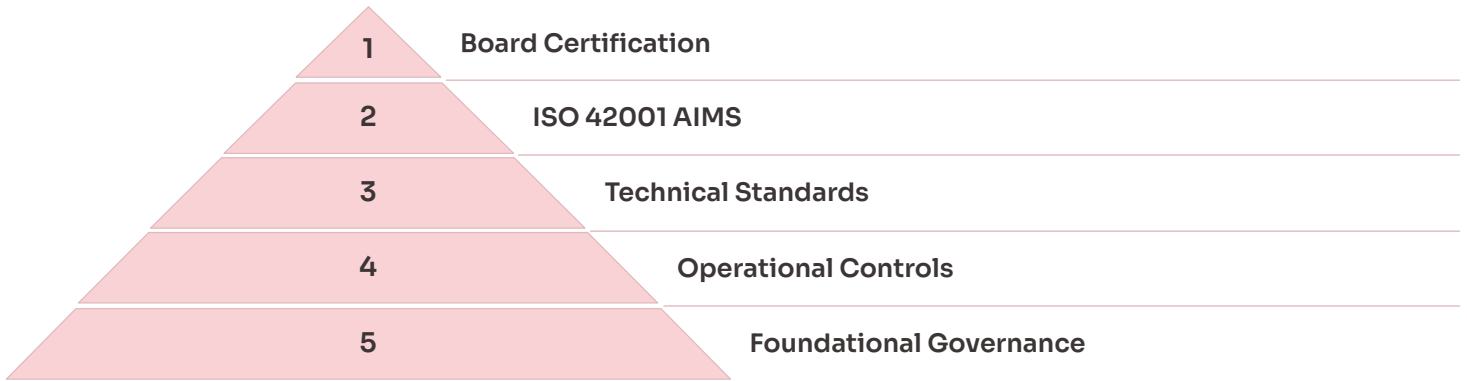 1 Board Certification
2 ISO 42001 AIMS
3 Technical Standards
4 Operational Controls
5 Foundational Governance